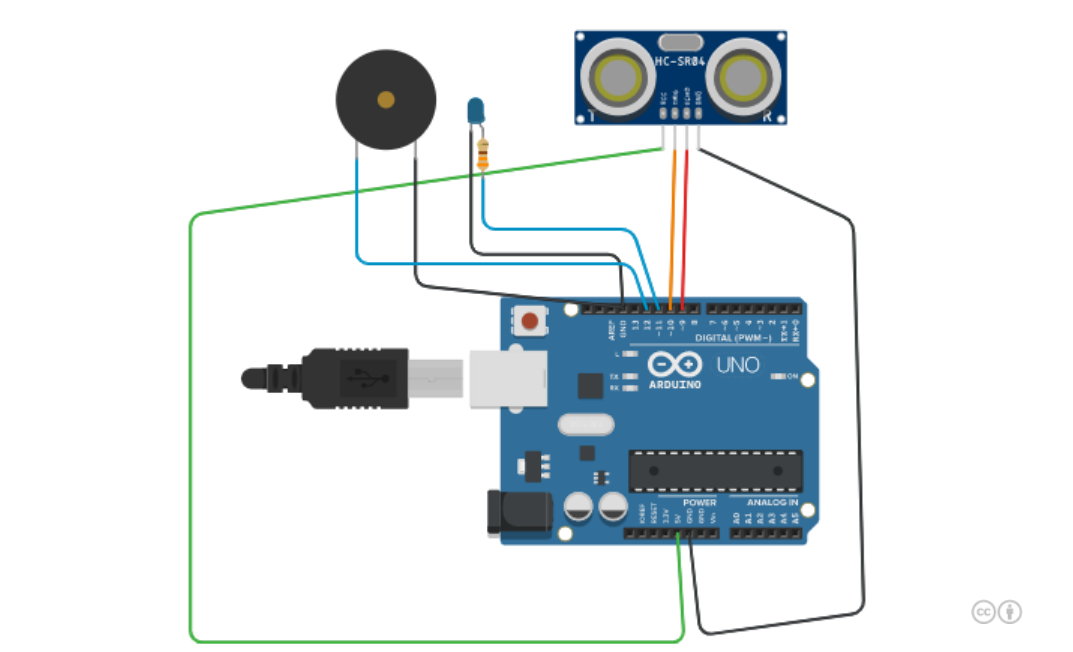 HC-SR04
VCC
TRIG
ECHO
GND
T
R
AREF
GND
13
12
~11
~10
~9
8
7
~6
~5
4
~3
2
TX→1
RX←0
DIGITAL (PWM~)
L
TX
RX
ARDUINO
UNO
ON
POWER
ANALOG IN
IOREF
RESET
3.3V
5V
GND
GND
Vin
A0
A1
A2
A3
A4
A5
cc